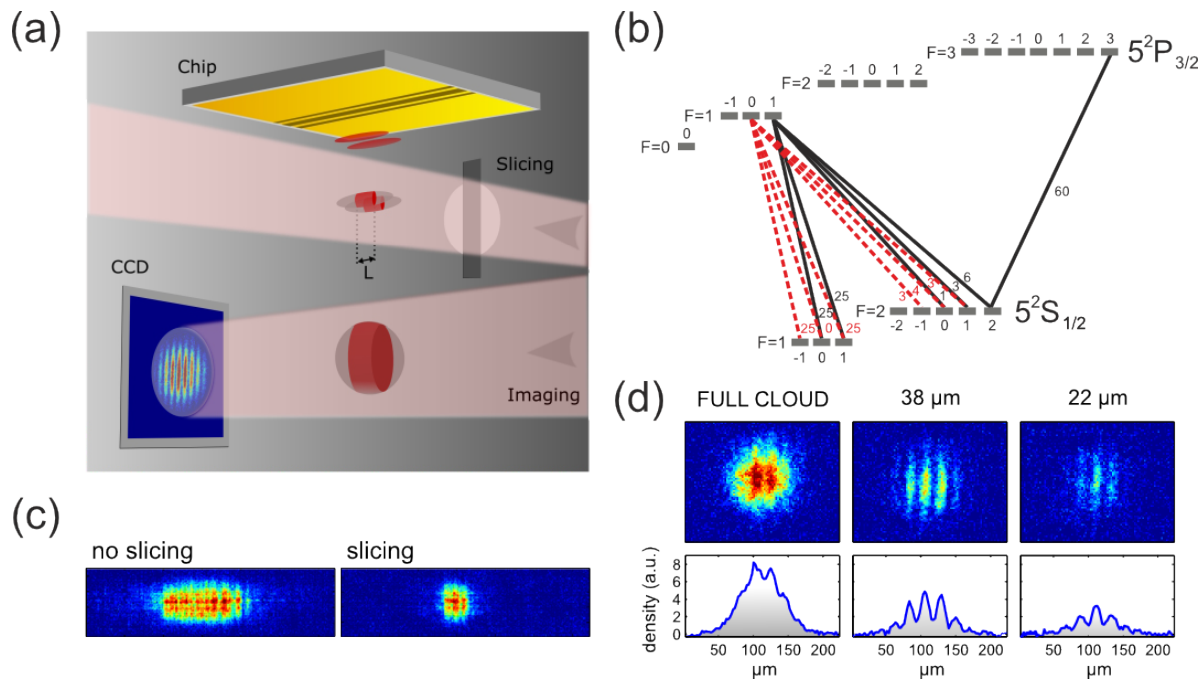 (a)
Chip
Slicing
L
CCD
Imaging
(b)
-3 -2 -1 0 1 2 3
F=3
5²P₃/₂
-2 -1 0 1 2
F=2
-1 0 1
F=1
0
F=0
60
6
3
3
1
4
3
25
25
25 0 25
F=2
-2 -1 0 1 2
5²S₁/₂
F=1
-1 0 1
(c)
no slicing
slicing
(d)
FULL CLOUD
38 µm
22 µm
density (a.u.)
8
6
4
2
0
50 100 150 200
50 100 150 200
50 100 150 200
µm
µm
µm